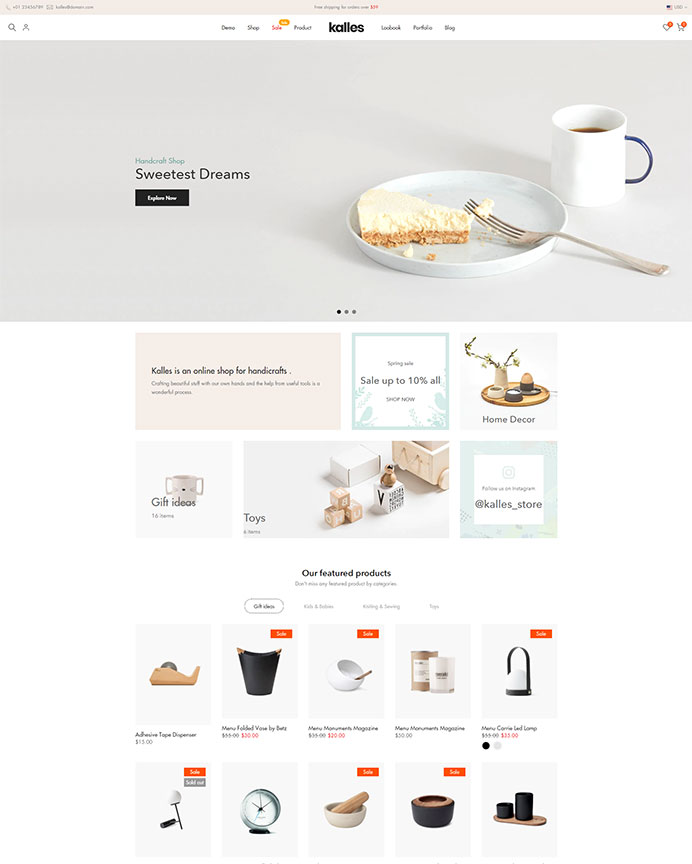 +01 23456789 kalles@domain.com
Free shipping for orders over $59
USD
Demo Shop Sale Product kalles Lookbook Portfolio Blog
Handcraft Shop
Sweetest Dreams
Explore Now
Kalles is an online shop for handicrafts .
Crafting beautiful stuff with our own hands and the help from useful tools is a
wonderful process.
Spring sale
Sale up to 10% all
SHOP NOW
Home Decor
Gift ideas
16 items
Toys
6 items
Follow us on Instagram
@kalles_store
Our featured products
Don't miss any featured product by categories
Gift ideas Kids & Babies Knitting & Sewing Toys
Sale
Sale
Sale
Adhesive Tape Dispenser
$15.00
Menu Folded Vase by Betz
$55.00 $30.00
Menu Monuments Magazine
$35.00 $20.00
Menu Monuments Magazine
$30.00
Menu Carrie Led Lamp
$55.00 $35.00
Sale
Sold out
Sale
Sale